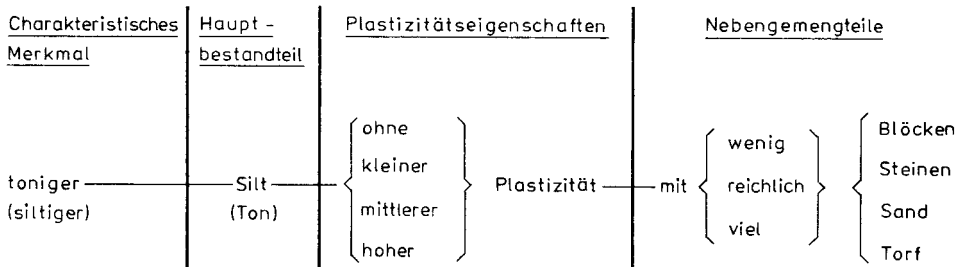 Charakteristisches Merkmal
Haupt - bestandteil
Plastizitätseigenschaften
Nebengemengteile
toniger
(siltiger)
Silt
(Ton)
ohne
kleiner
mittlerer
hoher
Plastizität
mit
wenig
reichlich
viel
Blöcken
Steinen
Sand
Torf